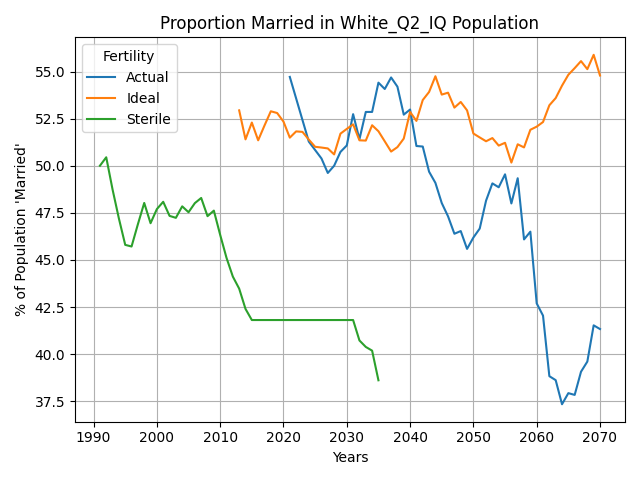 Proportion Married in White_Q2_IQ Population
Fertility
Actual
Ideal
Sterile
55.0
52.5
50.0
47.5
45.0
42.5
40.0
37.5
% of Population 'Married'
1990
2000
2010
2020
2030
2040
2050
2060
2070
Years